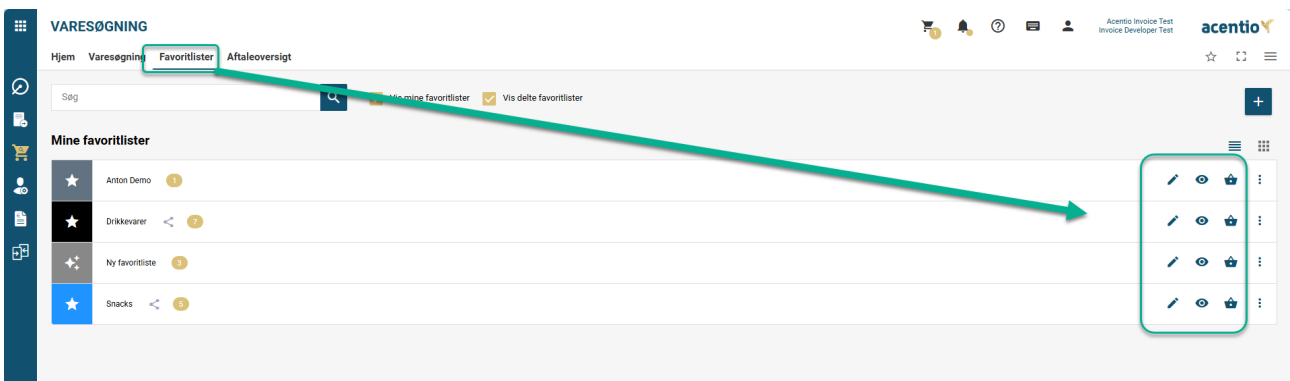 VARESØGNING
1
Acentio Invoice Test
Invoice Developer Test
acentio
Hjem Varesøgning Favoritlister Aftaleoversigt
Søg
Vis mine favoritlister
Vis delte favoritlister
+
Mine favoritlister
Anton Demo 1
Drikkevarer 7
Ny favoritliste 3
Snacks 5